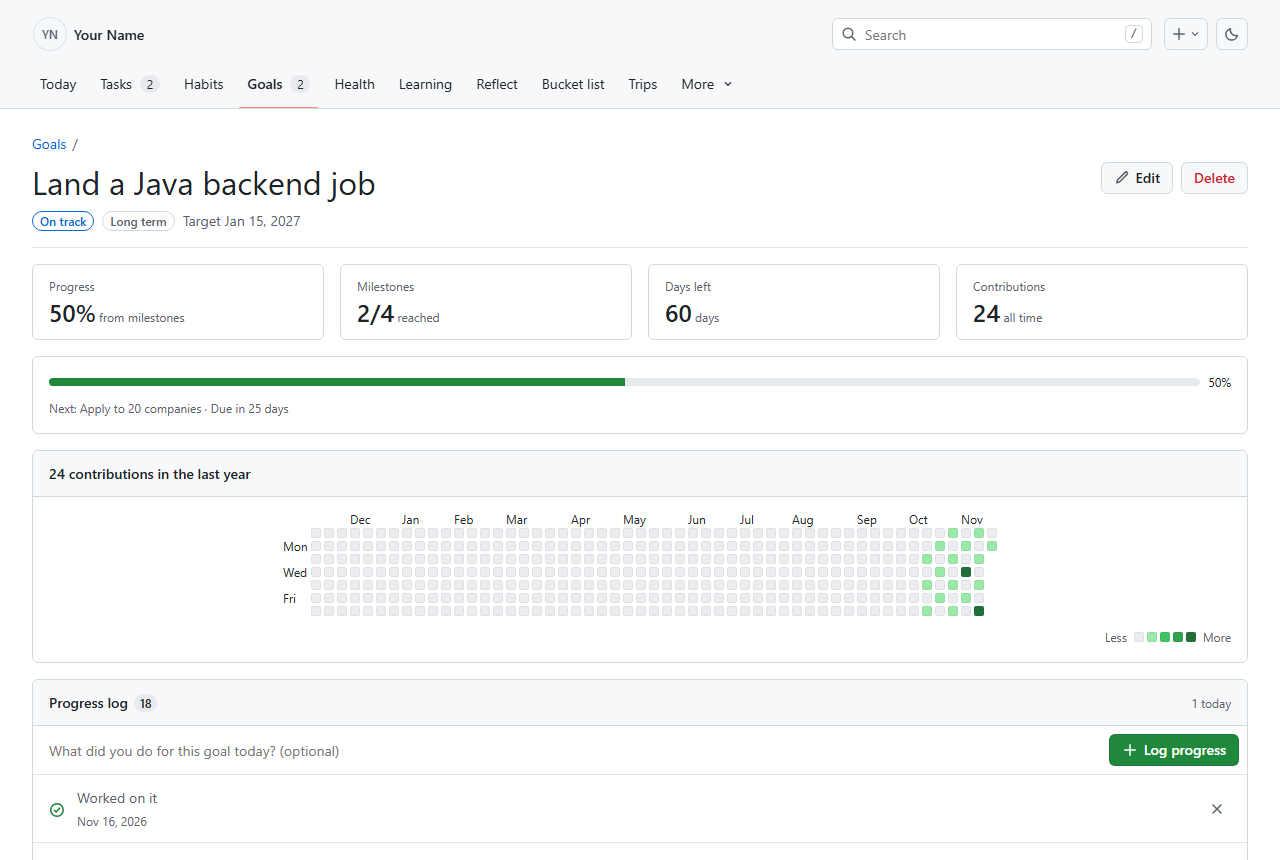 YN Your Name
Search /
Today Tasks 2 Habits Goals 2 Health Learning Reflect Bucket list Trips More
Goals /
Land a Java backend job
Edit Delete
On track Long term Target Jan 15, 2027
Progress
50% from milestones
Milestones
2/4 reached
Days left
60 days
Contributions
24 all time
50%
Next: Apply to 20 companies · Due in 25 days
24 contributions in the last year
Dec Jan Feb Mar Apr May Jun Jul Aug Sep Oct Nov
Mon
Wed
Fri
Less More
Progress log 18
1 today
What did you do for this goal today? (optional)
Log progress
Worked on it
Nov 16, 2026